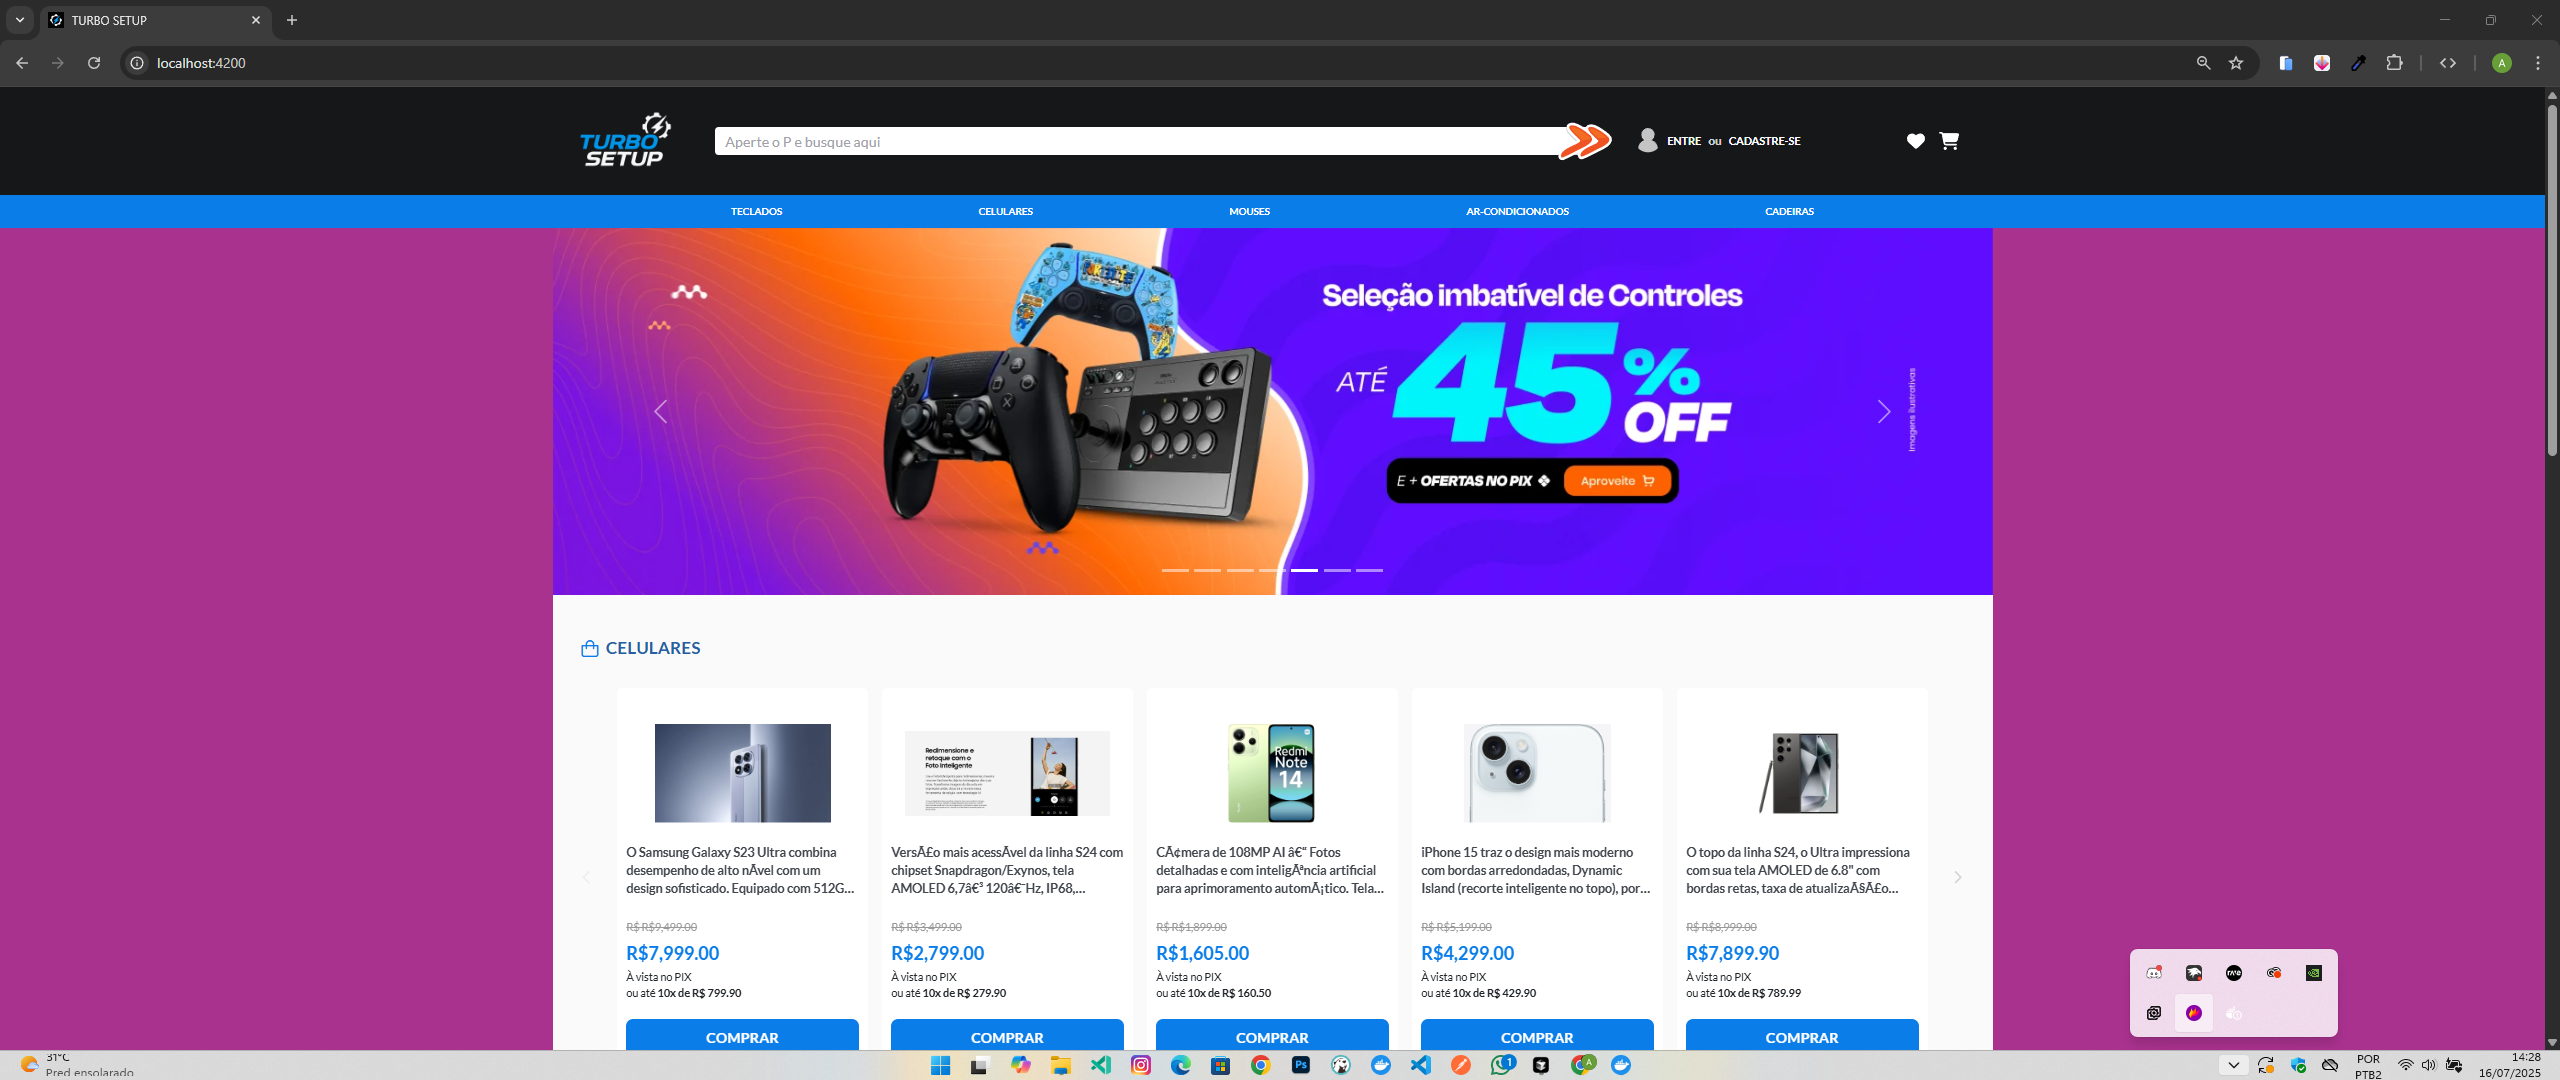 TURBO SETUP
localhost:4200
A
TURBO
SETUP
Aperte o P e busque aqui
ENTRE ou CADASTRE-SE
TECLADOS
CELULARES
MOUSES
AR-CONDICIONADOS
CADEIRAS
Seleção imbatível de Controles
ATÉ 45% OFF
E + OFERTAS NO PIX
Aproveite
Imagens ilustrativas
CELULARES
Redimensione e
retoque com o
Foto Inteligente
Redmi
Note
14
O Samsung Galaxy S23 Ultra combina
desempenho de alto nÃvel com um
design sofisticado. Equipado com 512G...
R$ R$9,499.00
R$7,999.00
À vista no PIX
ou até 10x de R$ 799.90
COMPRAR
VersÃ£o mais acessÃvel da linha S24 com
chipset Snapdragon/Exynos, tela
AMOLED 6,7â€³ 120â€¯Hz, IP68,...
R$ R$3,499.00
R$2,799.00
À vista no PIX
ou até 10x de R$ 279.90
COMPRAR
CÃ¢mera de 108MP AI â€“ Fotos
detalhadas e com inteligÃªncia artificial
para aprimoramento automÃ¡tico. Tela...
R$ R$1,899.00
R$1,605.00
À vista no PIX
ou até 10x de R$ 160.50
COMPRAR
iPhone 15 traz o design mais moderno
com bordas arredondadas, Dynamic
Island (recorte inteligente no topo), por...
R$ R$5,199.00
R$4,299.00
À vista no PIX
ou até 10x de R$ 429.90
COMPRAR
O topo da linha S24, o Ultra impressiona
com sua tela AMOLED de 6.8" com
bordas retas, taxa de atualizaÃ§Ã£o...
R$ R$8,999.00
R$7,899.90
À vista no PIX
ou até 10x de R$ 789.99
COMPRAR
31°C
Pred ensolarado
Ps
1
A
POR
PTB2
14:28
16/07/2025